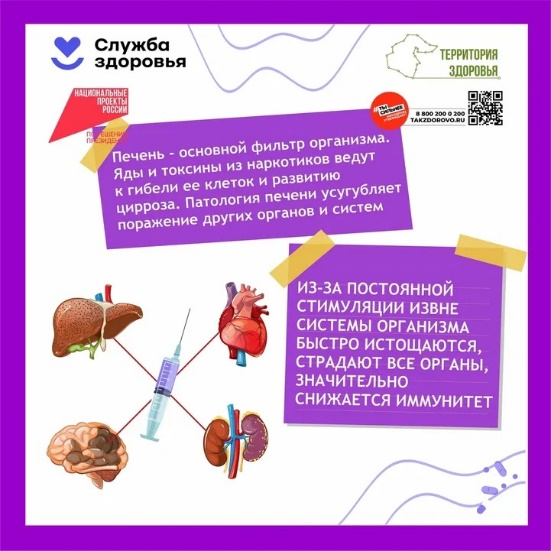 Служба
здоровья
ТЕРРИТОРИЯ
ЗДОРОВЬЯ
НАЦИОНАЛЬНЫЕ
ПРОЕКТЫ
РОССИИ
#ТЫ
СИЛЬНЕЕ
8 800 200 0 200
TAKZDOROVO.RU
Печень - основной фильтр организма.
Яды и токсины из наркотиков ведут
к гибели ее клеток и развитию
цирроза. Патология печени усугубляет
поражение других органов и систем
ИЗ-ЗА ПОСТОЯННОЙ
СТИМУЛЯЦИИ ИЗВНЕ
СИСТЕМЫ ОРГАНИЗМА
БЫСТРО ИСТОЩАЮТСЯ,
СТРАДАЮТ ВСЕ ОРГАНЫ,
ЗНАЧИТЕЛЬНО
СНИЖАЕТСЯ ИММУНИТЕТ